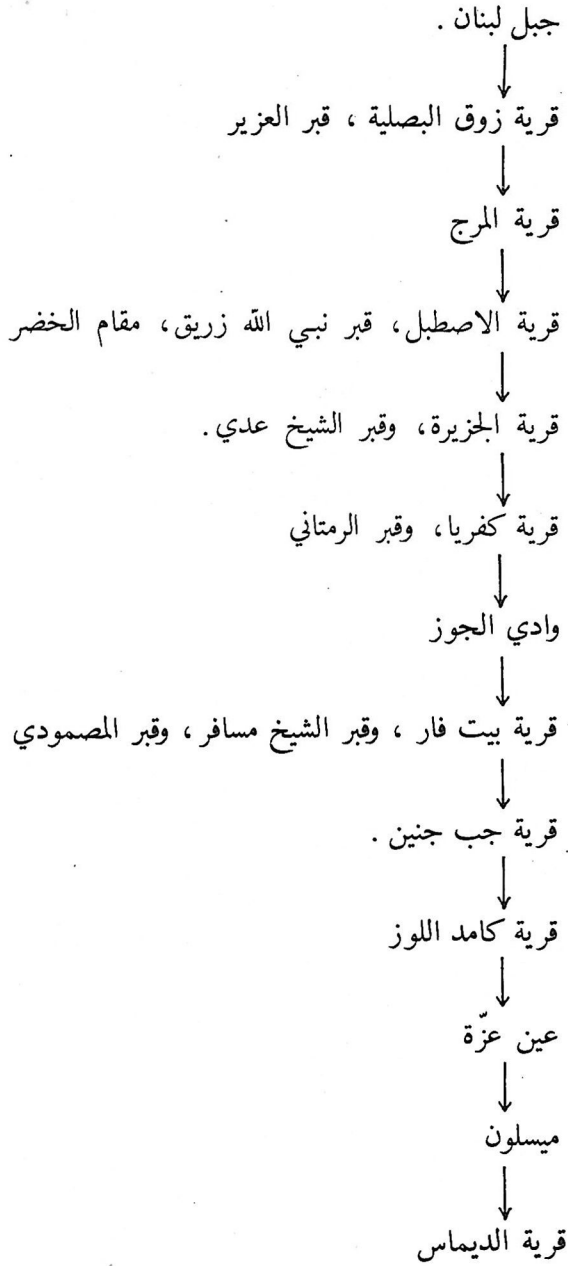 جبل لبنان .
قرية زوق البصلية ، قبر العزير
قرية المرج
قرية الاصطبل، قبر نبي الله زريق، مقام الخضر
قرية الجزيرة، وقبر الشيخ عدي.
قرية كفريا، وقبر الرمتاني
وادي الجوز
قرية بيت فار ، وقبر الشيخ مسافر ، وقبر المصمودي
قرية جب جنين .
قرية كامد اللوز
عين عزّة
ميسلون
قرية الديماس